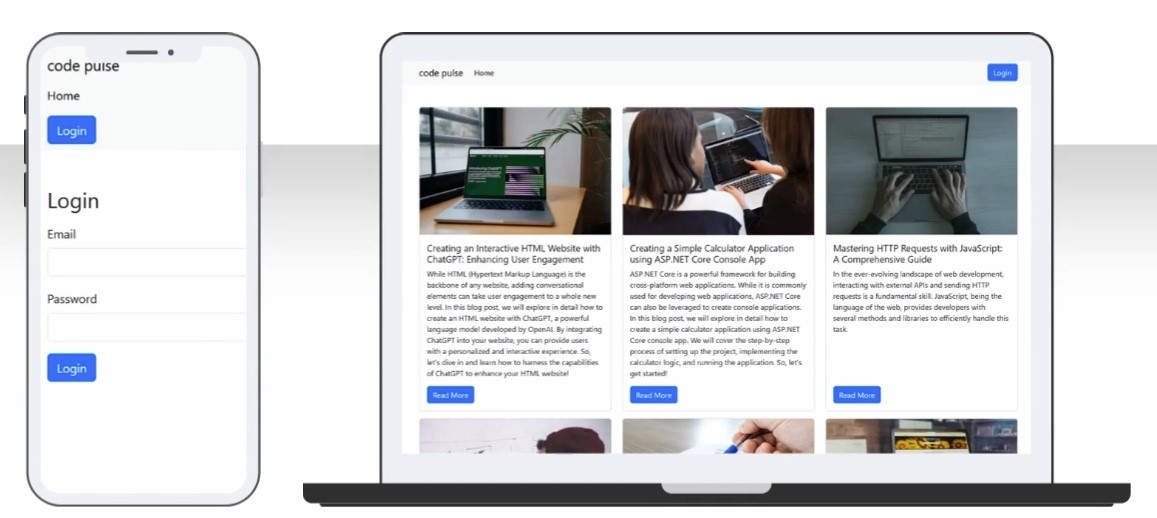 code pulse
Home
Login
Login
Email
Password
Login
code pulse Home Login
Creating an Interactive HTML Website with
ChatGPT: Enhancing User Engagement
While HTML (Hypertext Markup Language) is the
backbone of any website, adding conversational
elements can take user engagement to a whole new
level. In this blog post, we will explore in detail how to
create an HTML website with ChatGPT, a powerful
language model developed by OpenAI. By integrating
ChatGPT into your website, you can provide users
with a personalized and interactive experience. So,
let's dive in and learn how to harness the capabilities
of ChatGPT to enhance your HTML website!
Read More
Creating a Simple Calculator Application
using ASP.NET Core Console App
ASP.NET Core is a powerful framework for building
cross-platform web applications. While it is commonly
used for developing web applications, ASP.NET Core
can also be leveraged to create console applications.
In this blog post, we will explore in detail how to
create a simple calculator application using ASP.NET
Core console app. We will cover the step-by-step
process of setting up the project, implementing the
calculator logic, and running the application. So, let's
get started!
Read More
Mastering HTTP Requests with JavaScript:
A Comprehensive Guide
In the ever-evolving landscape of web development,
interacting with external APIs and sending HTTP
requests is a fundamental skill. JavaScript, being the
language of the web, provides developers with
several methods and libraries to efficiently handle this
task.
Read More